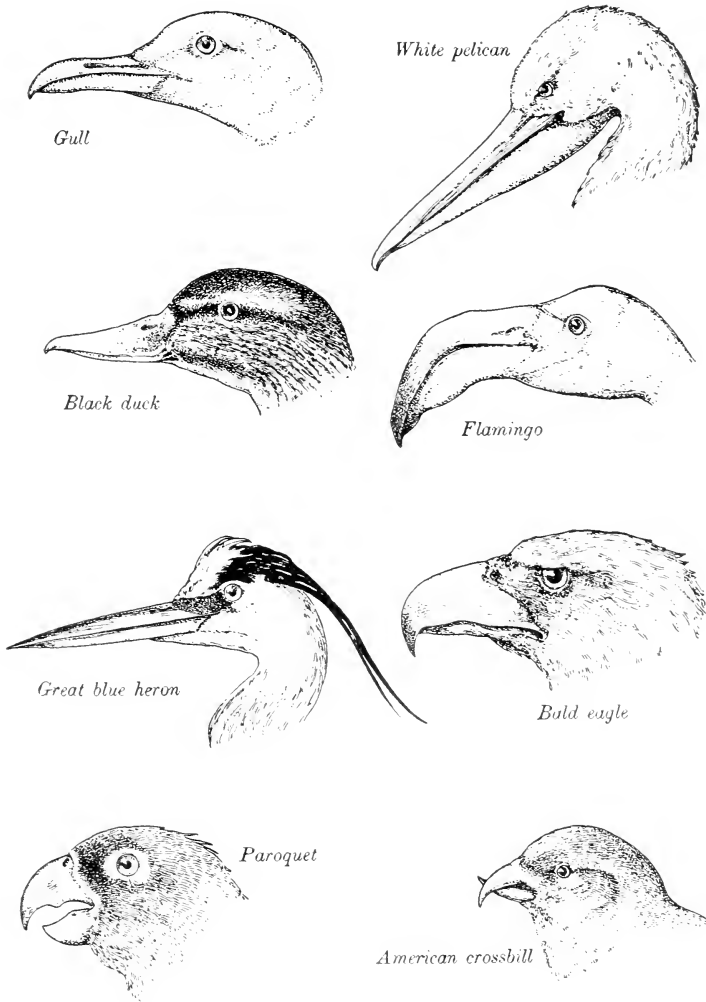 White pelican
Gull
Black duck
Flamingo
Great blue heron
Bald eagle
Paroquet
American crossbill